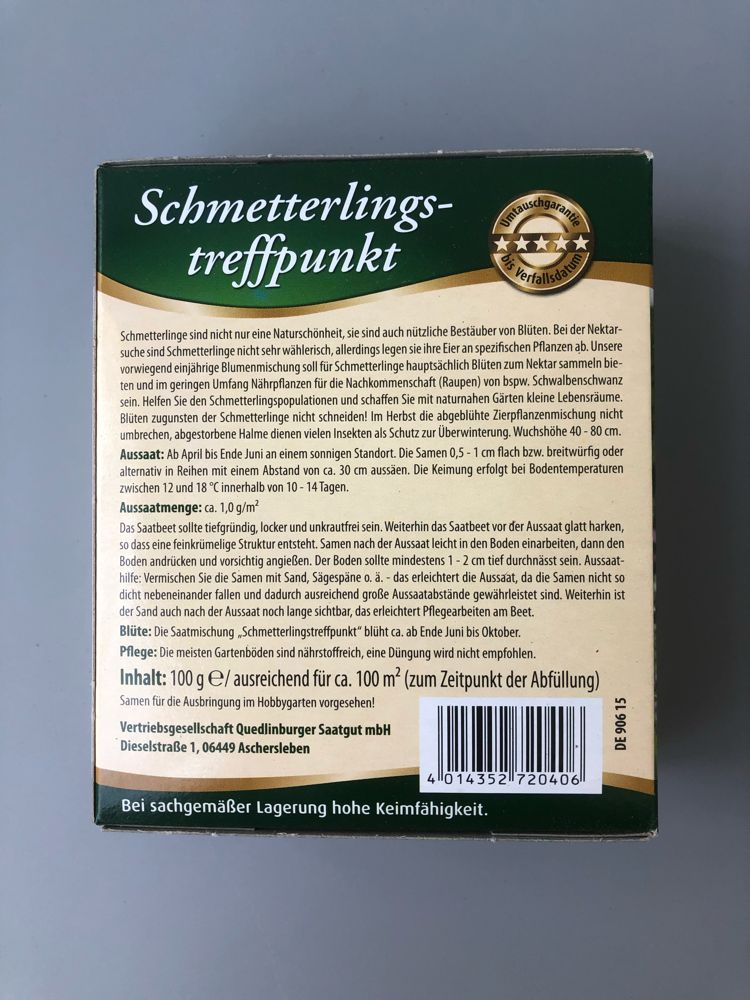 Schmetterlings-
treffpunkt
Umtauschgarantie
bis Verfallsdatum
Schmetterlinge sind nicht nur eine Naturschönheit, sie sind auch nützliche Bestäuber von Blüten. Bei der Nektar-
suche sind Schmetterlinge nicht sehr wählerisch, allerdings legen sie ihre Eier an spezifischen Pflanzen ab. Unsere
vorwiegend einjährige Blumenmischung soll für Schmetterlinge hauptsächlich Blüten zum Nektar sammeln bie-
ten und im geringen Umfang Nährpflanzen für die Nachkommenschaft (Raupen) von bspw. Schwalbenschwanz
sein. Helfen Sie den Schmetterlingspopulationen und schaffen Sie mit naturnahen Gärten kleine Lebensräume.
Blüten zugunsten der Schmetterlinge nicht schneiden! Im Herbst die abgeblühte Zierpflanzenmischung nicht
umbrechen, abgestorbene Halme dienen vielen Insekten als Schutz zur Überwinterung. Wuchshöhe 40 - 80 cm.
Aussaat: Ab April bis Ende Juni an einem sonnigen Standort. Die Samen 0,5 - 1 cm flach bzw. breitwürfig oder
alternativ in Reihen mit einem Abstand von ca. 30 cm aussäen. Die Keimung erfolgt bei Bodentemperaturen
zwischen 12 und 18 °C innerhalb von 10 - 14 Tagen.
Aussaatmenge: ca. 1,0 g/m²
Das Saatbeet sollte tiefgründig, locker und unkrautfrei sein. Weiterhin das Saatbeet vor der Aussaat glatt harken,
so dass eine feinkrümelige Struktur entsteht. Samen nach der Aussaat leicht in den Boden einarbeiten, dann den
Boden andrücken und vorsichtig angießen. Der Boden sollte mindestens 1 - 2 cm tief durchnässt sein. Aussaat-
hilfe: Vermischen Sie die Samen mit Sand, Sägespäne o. ä. - das erleichtert die Aussaat, da die Samen nicht so
dicht nebeneinander fallen und dadurch ausreichend große Aussaatabstände gewährleistet sind. Weiterhin ist
der Sand auch nach der Aussaat noch lange sichtbar, das erleichtert Pflegearbeiten am Beet.
Blüte: Die Saatmischung „Schmetterlingstreffpunkt" blüht ca. ab Ende Juni bis Oktober.
Pflege: Die meisten Gartenböden sind nährstoffreich, eine Düngung wird nicht empfohlen.
Inhalt: 100 g ℮/ ausreichend für ca. 100 m² (zum Zeitpunkt der Abfüllung)
Samen für die Ausbringung im Hobbygarten vorgesehen!
Vertriebsgesellschaft Quedlinburger Saatgut mbH
Dieselstraße 1, 06449 Aschersleben
4 014352 720406
DE 906 15
Bei sachgemäßer Lagerung hohe Keimfähigkeit.